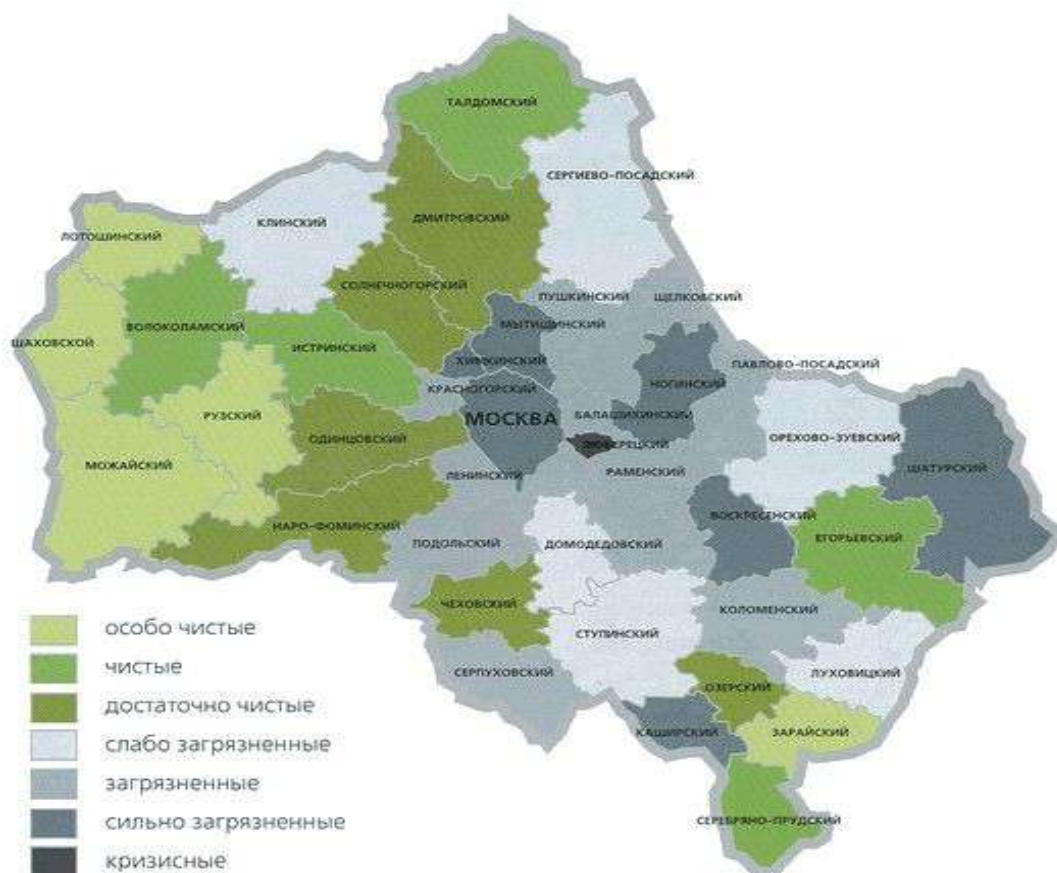 ТАЛДОМСКИЙ
СЕРГИЕВО-ПОСАДСКИЙ
ДМИТРОВСКИЙ
КЛИНСКИЙ
ЛОТОШИНСКИЙ
СОЛНЕЧНОГОРСКИЙ
ПУШКИНСКИЙ
ЩЕЛКОВСКИЙ
МЫТИЩИНСКИЙ
ВОЛОКОЛАМСКИЙ
ШАХОВСКОЙ
ИСТРИНСКИЙ
ХИМКИНСКИЙ
ПАВЛОВО-ПОСАДСКИЙ
КРАСНОГОРСКИЙ
НОГИНСКИЙ
РУЗСКИЙ
МОСКВА
БАЛАШИХИНСКИЙ
ОДИНЦОВСКИЙ
ЛЮБЕРЕЦКИЙ
ОРЕХОВО-ЗУЕВСКИЙ
МОЖАЙСКИЙ
ЛЕНИНСКИЙ
РАМЕНСКИЙ
ШАТУРСКИЙ
НАРО-ФОМИНСКИЙ
ВОСКРЕСЕНСКИЙ
ПОДОЛЬСКИЙ
ДОМОДЕДОВСКИЙ
ЕГОРЬЕВСКИЙ
ЧЕХОВСКИЙ
КОЛОМЕНСКИЙ
СТУПИНСКИЙ
СЕРПУХОВСКИЙ
ЛУХОВИЦКИЙ
ОЗЕРСКИЙ
КАШИРСКИЙ
ЗАРАЙСКИЙ
СЕРЕБРЯНО-ПРУДСКИЙ
особо чистые
чистые
достаточно чистые
слабо загрязненные
загрязненные
сильно загрязненные
кризисные